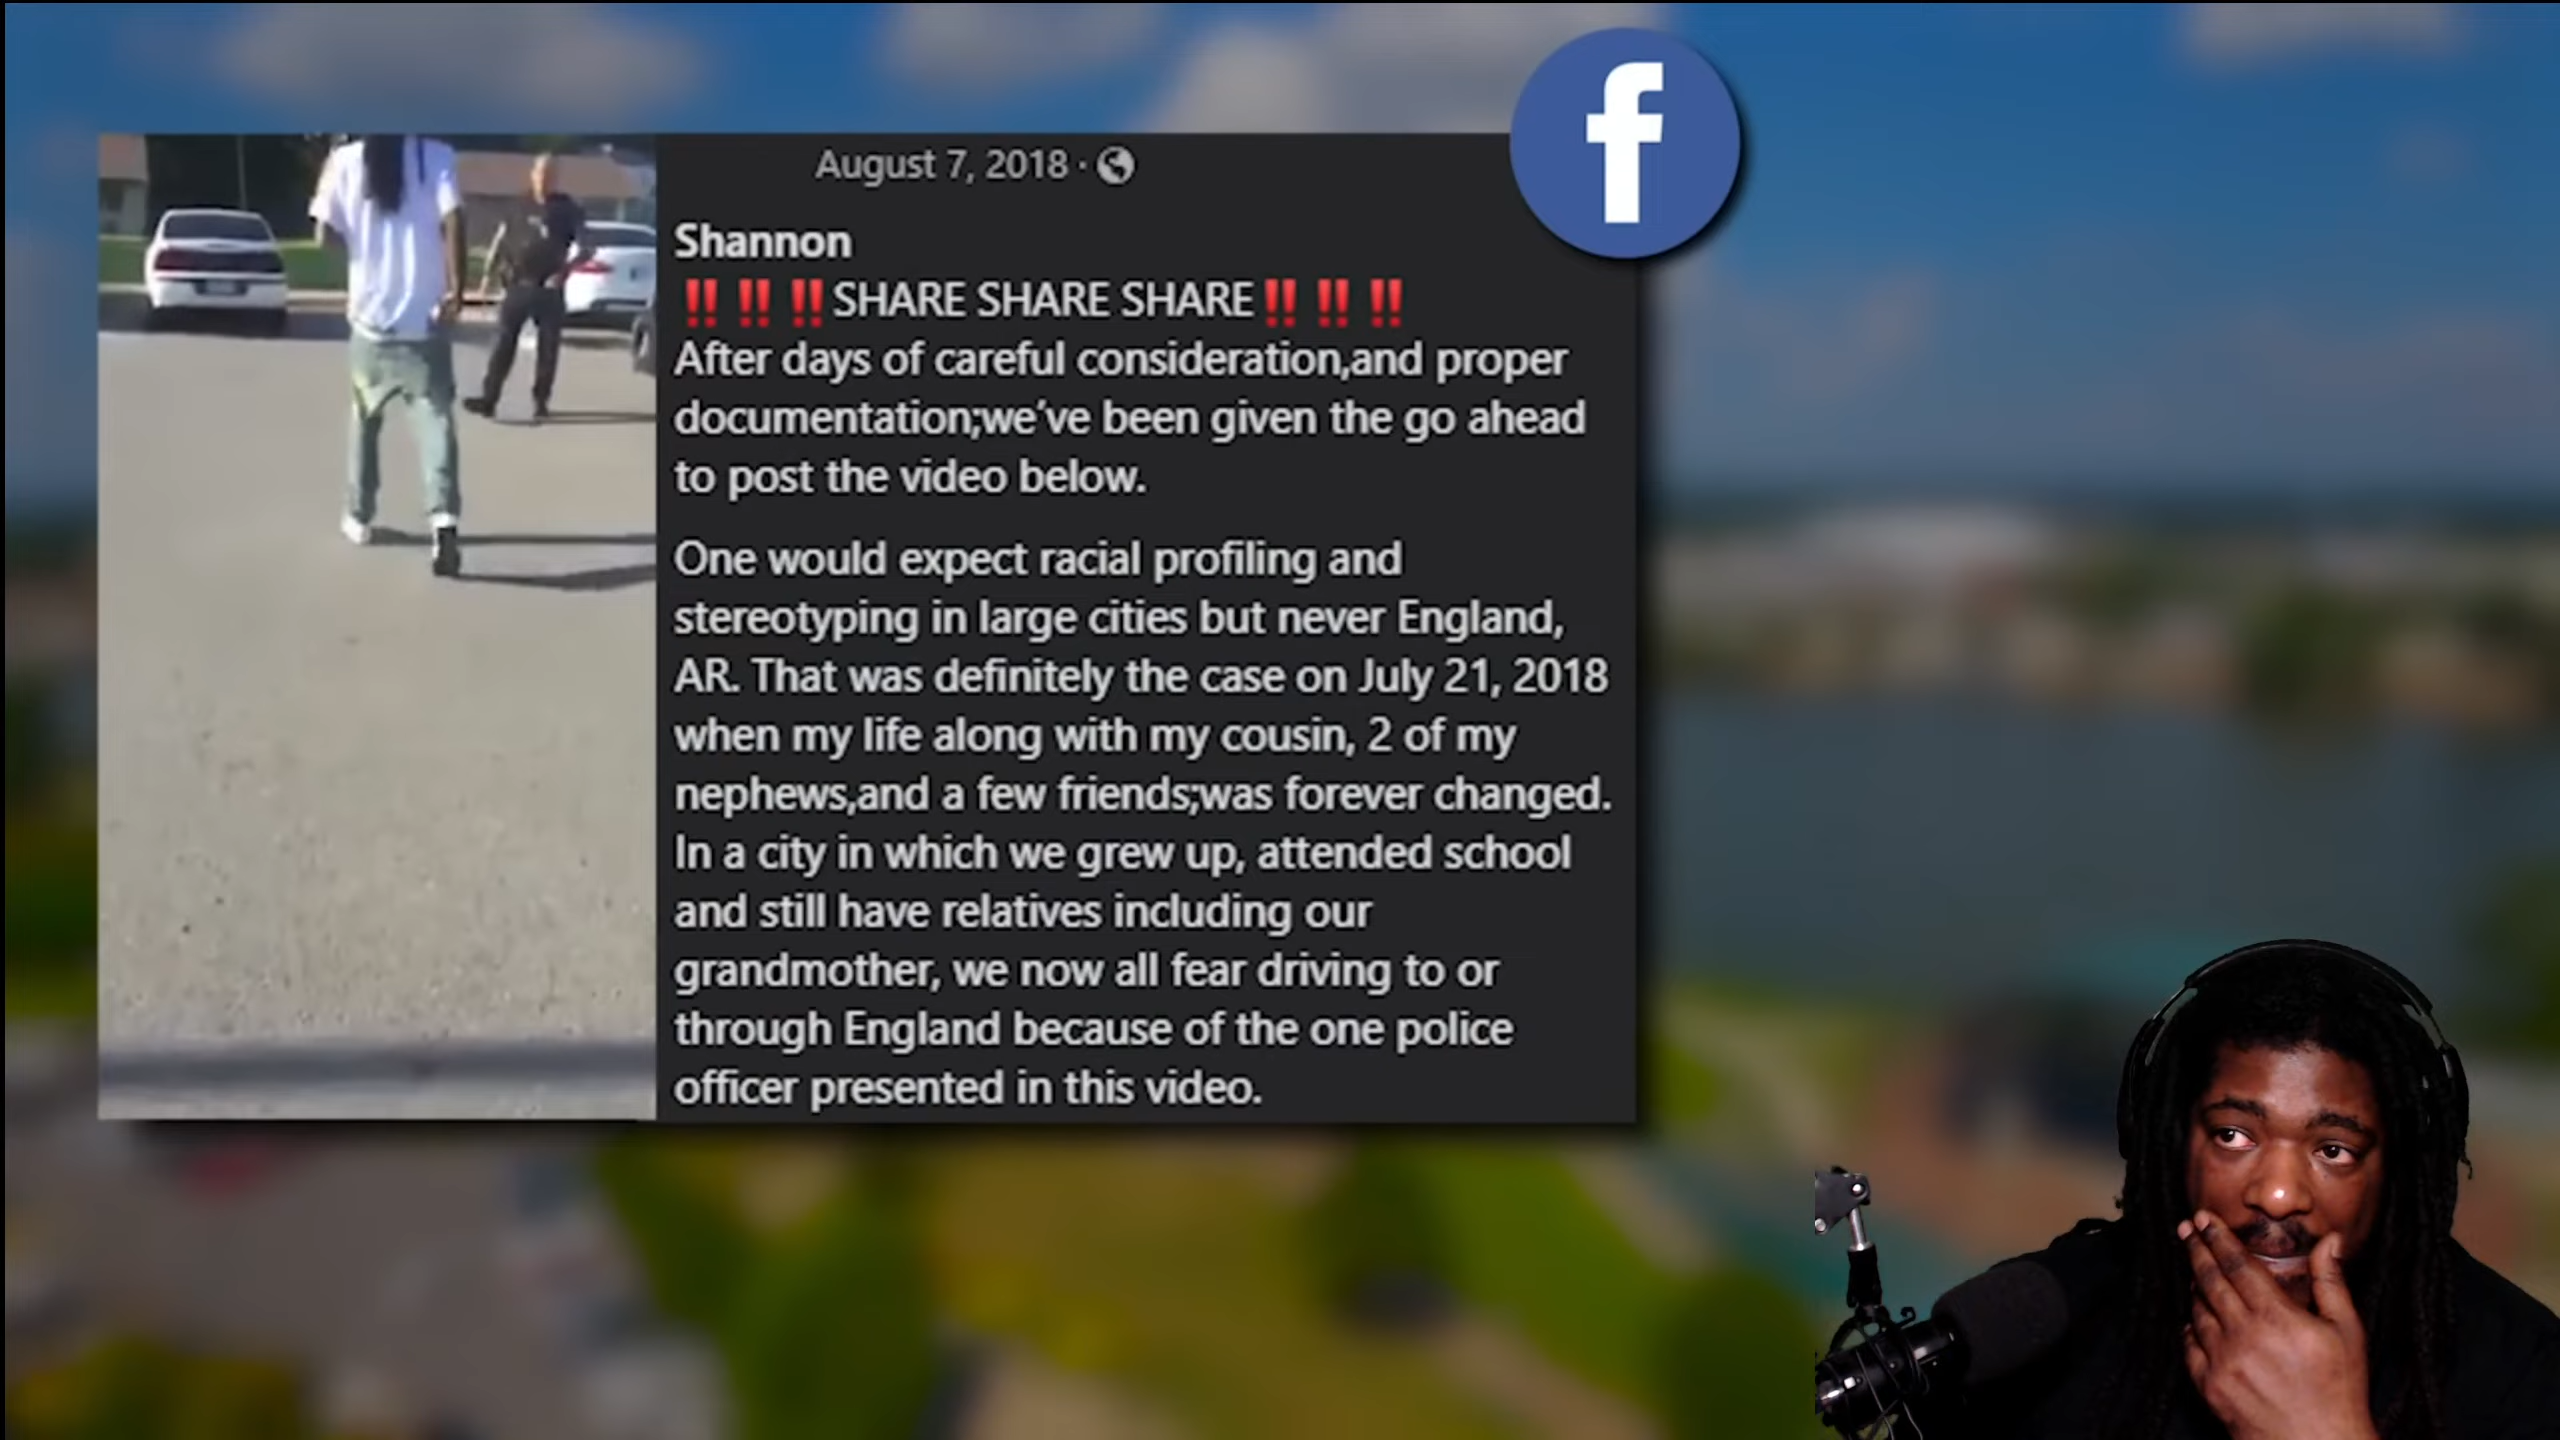 f
August 7, 2018 ·
Shannon
‼️ ‼️ ‼️SHARE SHARE SHARE‼️ ‼️ ‼️
After days of careful consideration,and proper
documentation;we’ve been given the go ahead
to post the video below.
One would expect racial profiling and
stereotyping in large cities but never England,
AR. That was definitely the case on July 21, 2018
when my life along with my cousin, 2 of my
nephews,and a few friends;was forever changed.
In a city in which we grew up, attended school
and still have relatives including our
grandmother, we now all fear driving to or
through England because of the one police
officer presented in this video.